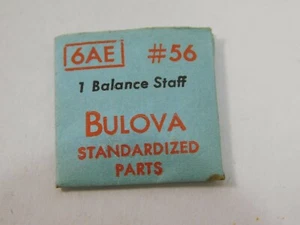 6AE #56
1 Balance Staff
BULOVA
STANDARDIZED
PARTS